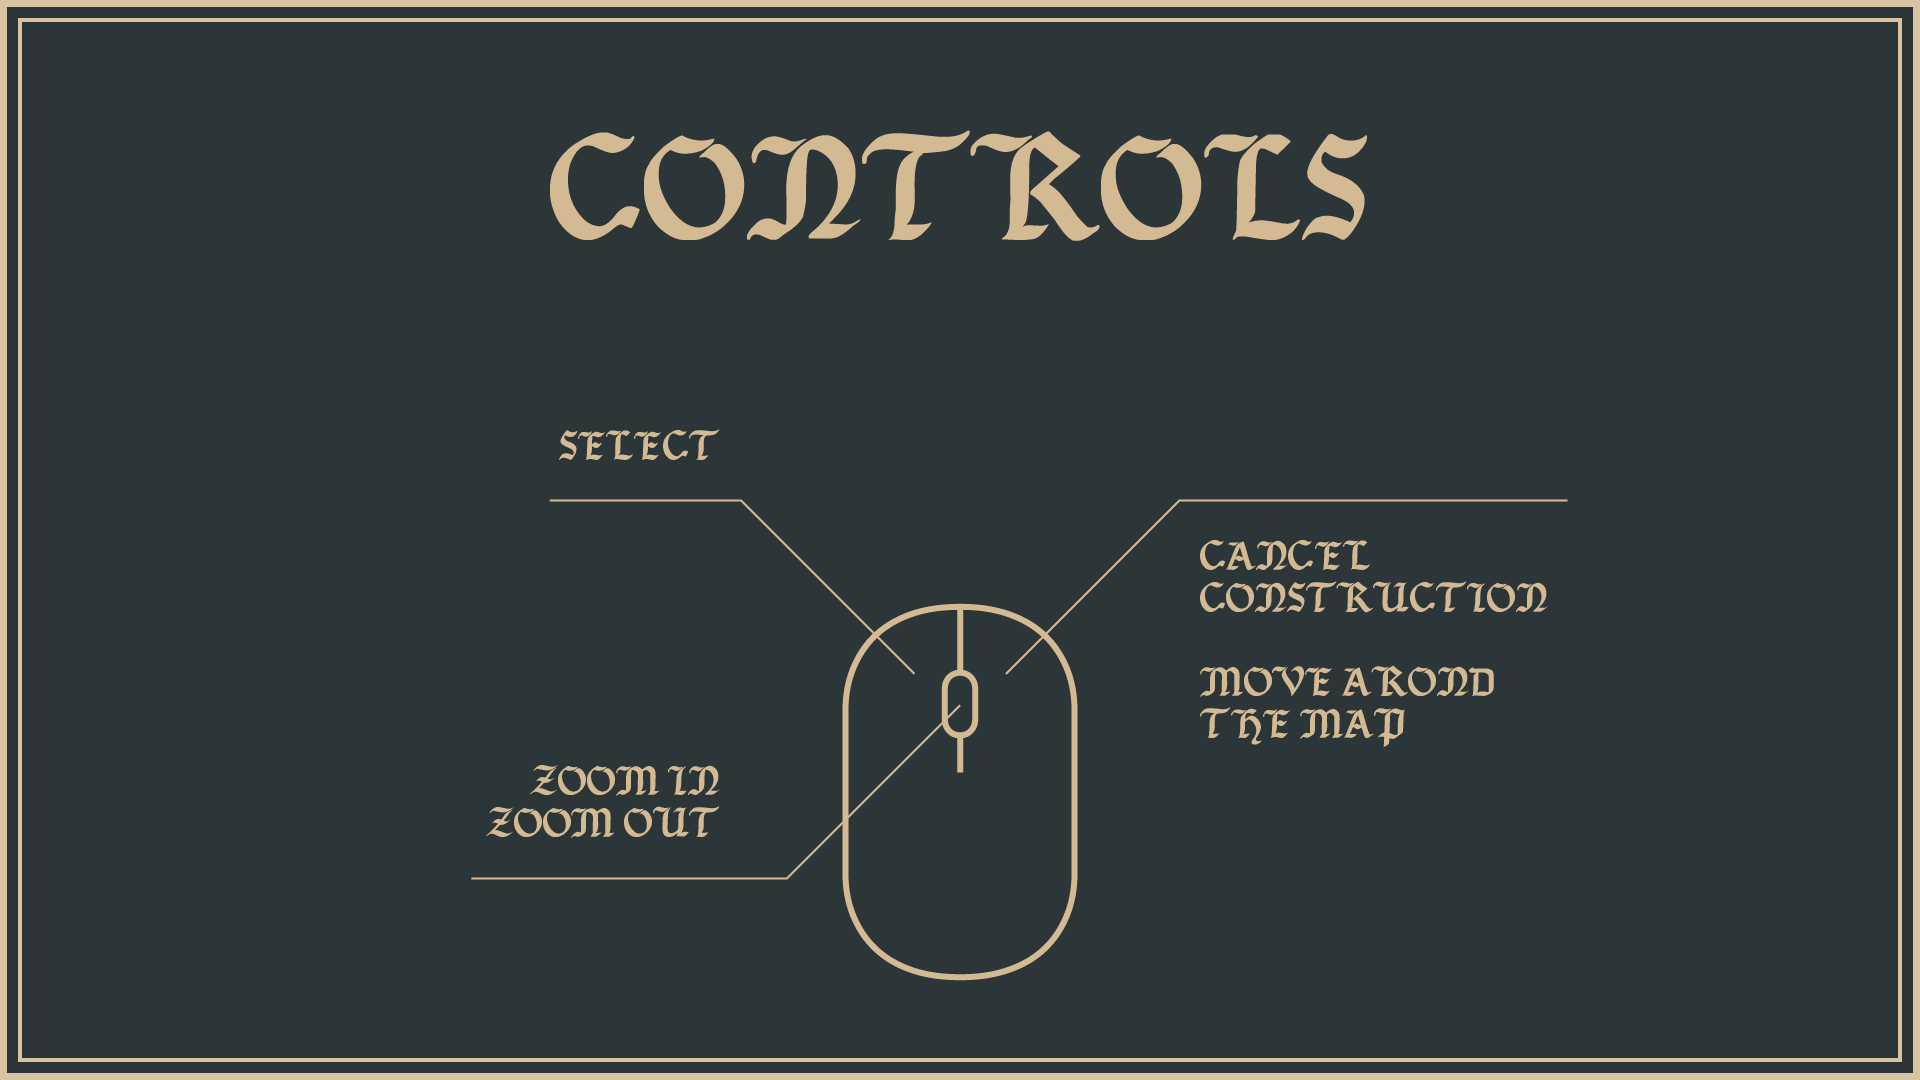 CONTROLS
SELECT
CANCEL
CONSTRUCTION
MOVE AROND
THE MAP
ZOOM IN
ZOOM OUT